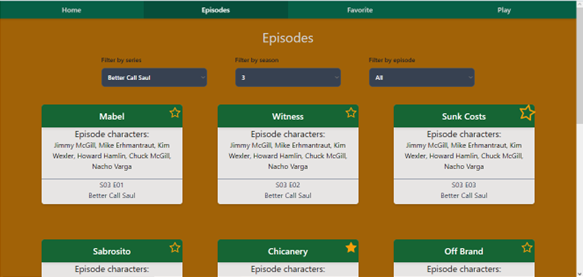 Home Episodes Favorite Play
Episodes
Filter by series Filter by season Filter by episode
Better Call Saul 3 All
Mabel Witness Sunk Costs
Episode characters: Episode characters: Episode characters:
Jimmy McGill, Mike Erhmantraut, Kim Jimmy McGill, Mike Erhmantraut, Kim Jimmy McGill, Mike Erhmantraut, Kim
Wexler, Howard Hamlin, Chuck McGill, Wexler, Howard Hamlin, Chuck McGill, Wexler, Howard Hamlin, Chuck McGill,
Nacho Varga Nacho Varga Nacho Varga
S03 E01 S03 E02 S03 E03
Better Call Saul Better Call Saul Better Call Saul
Sabrosito Chicanery Off Brand
Episode characters: Episode characters: Episode characters: